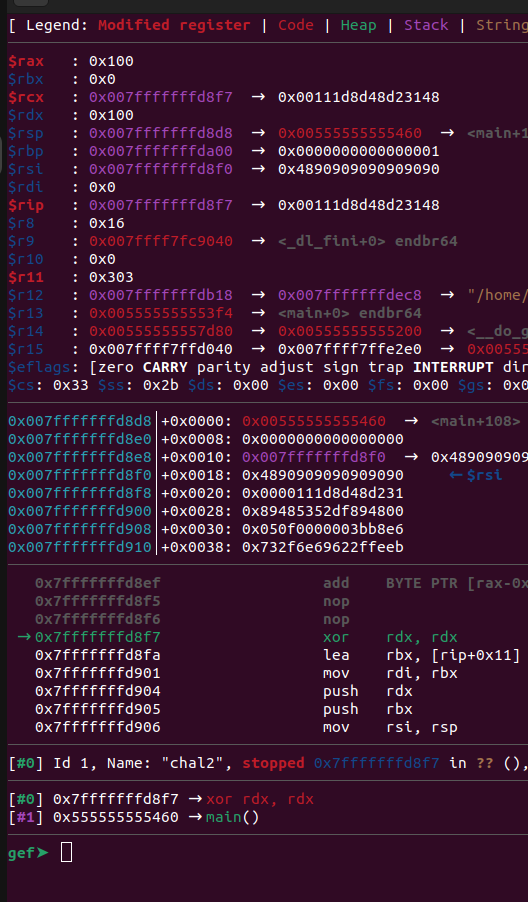 [ Legend: Modified register | Code | Heap | Stack | String
$rax   : 0x100
$rbx   : 0x0
$rcx   : 0x007fffffffd8f7  →  0x00111d8d48d23148
$rdx   : 0x100
$rsp   : 0x007fffffffd8d8  →  0x00555555555460  →  <main+1
$rbp   : 0x007fffffffda00  →  0x0000000000000001
$rsi   : 0x007fffffffd8f0  →  0x4890909090909090
$rdi   : 0x0
$rip   : 0x007fffffffd8f7  →  0x00111d8d48d23148
$r8    : 0x16
$r9    : 0x007ffff7fc9040  →  <_dl_fini+0> endbr64
$r10   : 0x0
$r11   : 0x303
$r12   : 0x007fffffffdb18  →  0x007fffffffdec8  →  "/home/
$r13   : 0x005555555553f4  →  <main+0> endbr64
$r14   : 0x00555555557d80  →  0x00555555555200  →  <__do_g
$r15   : 0x007ffff7ffd040  →  0x007ffff7ffe2e0  →  0x005555
$eflags: [zero CARRY parity adjust sign trap INTERRUPT dir
$cs: 0x33 $ss: 0x2b $ds: 0x00 $es: 0x00 $fs: 0x00 $gs: 0x0
0x007fffffffd8d8│+0x0000: 0x00555555555460  →  <main+108>
0x007fffffffd8e0│+0x0008: 0x0000000000000000
0x007fffffffd8e8│+0x0010: 0x007fffffffd8f0  →  0x489090909
0x007fffffffd8f0│+0x0018: 0x4890909090909090     ←$rsi
0x007fffffffd8f8│+0x0020: 0x0000111d8d48d231
0x007fffffffd900│+0x0028: 0x89485352df894800
0x007fffffffd908│+0x0030: 0x050f0000003bb8e6
0x007fffffffd910│+0x0038: 0x732f6e69622ffeeb
0x7fffffffd8ef                  add    BYTE PTR [rax-0x
0x7fffffffd8f5                  nop
0x7fffffffd8f6                  nop
→0x7fffffffd8f7                  xor    rdx, rdx
0x7fffffffd8fa                  lea    rbx, [rip+0x11]
0x7fffffffd901                  mov    rdi, rbx
0x7fffffffd904                  push   rdx
0x7fffffffd905                  push   rbx
0x7fffffffd906                  mov    rsi, rsp
[#0] Id 1, Name: "chal2", stopped 0x7fffffffd8f7 in ?? (),
[#0] 0x7fffffffd8f7 → xor rdx, rdx
[#1] 0x555555555460 → main()
gef➤